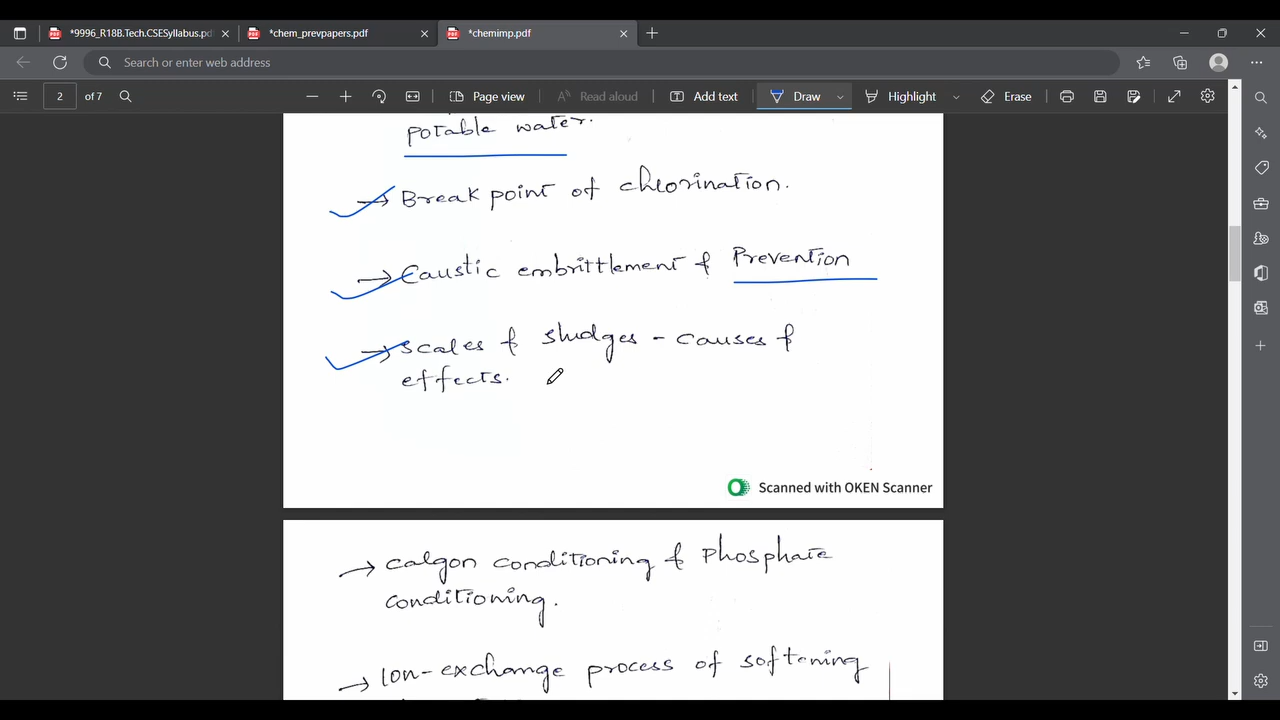 *9996_R18B.Tech.CSESyllabus.pd
*chem_prevpapers.pdf
*chemimp.pdf
Search or enter web address
2 of 7
Page view
Read aloud
Add text
Draw
Highlight
Erase
potable water.
→ Break point of chlorination.
→ Caustic embrittlement & Prevention
→ scales & sludges - causes &
effects.
Scanned with OKEN Scanner
→ calgon conditioning & Phosphate
conditioning.
→ Ion-exchange process of softening